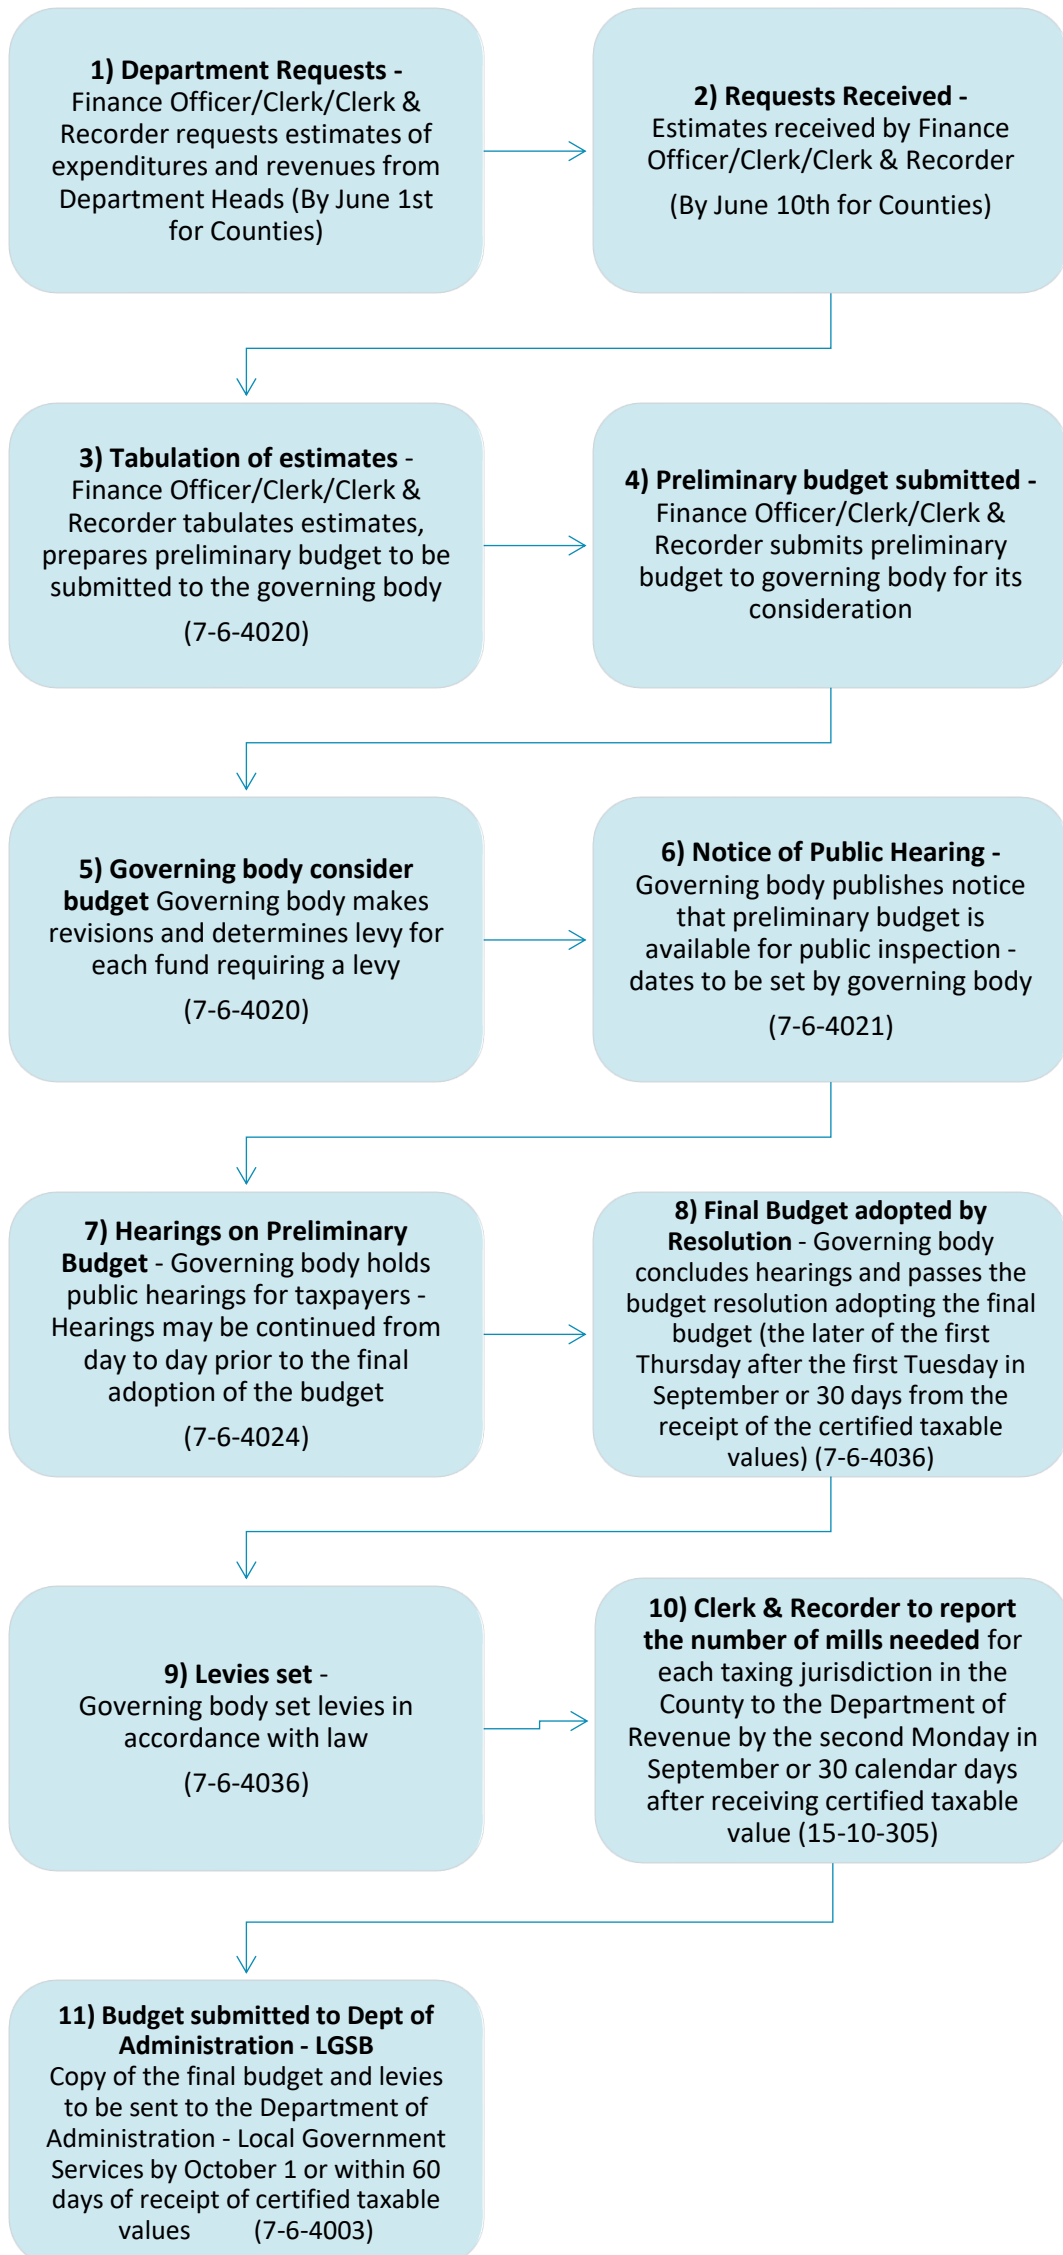 1) Department Requests -
Finance Officer/Clerk/Clerk &
Recorder requests estimates of
expenditures and revenues from
Department Heads (By June 1st
for Counties)
2) Requests Received -
Estimates received by Finance
Officer/Clerk/Clerk & Recorder
(By June 10th for Counties)
3) Tabulation of estimates -
Finance Officer/Clerk/Clerk &
Recorder tabulates estimates,
prepares preliminary budget to be
submitted to the governing body
(7-6-4020)
4) Preliminary budget submitted -
Finance Officer/Clerk/Clerk &
Recorder submits preliminary
budget to governing body for its
consideration
5) Governing body consider
budget Governing body makes
revisions and determines levy for
each fund requiring a levy
(7-6-4020)
6) Notice of Public Hearing -
Governing body publishes notice
that preliminary budget is
available for public inspection -
dates to be set by governing body
(7-6-4021)
7) Hearings on Preliminary
Budget - Governing body holds
public hearings for taxpayers -
Hearings may be continued from
day to day prior to the final
adoption of the budget
(7-6-4024)
8) Final Budget adopted by
Resolution - Governing body
concludes hearings and passes the
budget resolution adopting the final
budget (the later of the first
Thursday after the first Tuesday in
September or 30 days from the
receipt of the certified taxable
values) (7-6-4036)
9) Levies set -
Governing body set levies in
accordance with law
(7-6-4036)
10) Clerk & Recorder to report
the number of mills needed for
each taxing jurisdiction in the
County to the Department of
Revenue by the second Monday in
September or 30 calendar days
after receiving certified taxable
value (15-10-305)
11) Budget submitted to Dept of
Administration - LGSB
Copy of the final budget and levies
to be sent to the Department of
Administration - Local Government
Services by October 1 or within 60
days of receipt of certified taxable
values (7-6-4003)